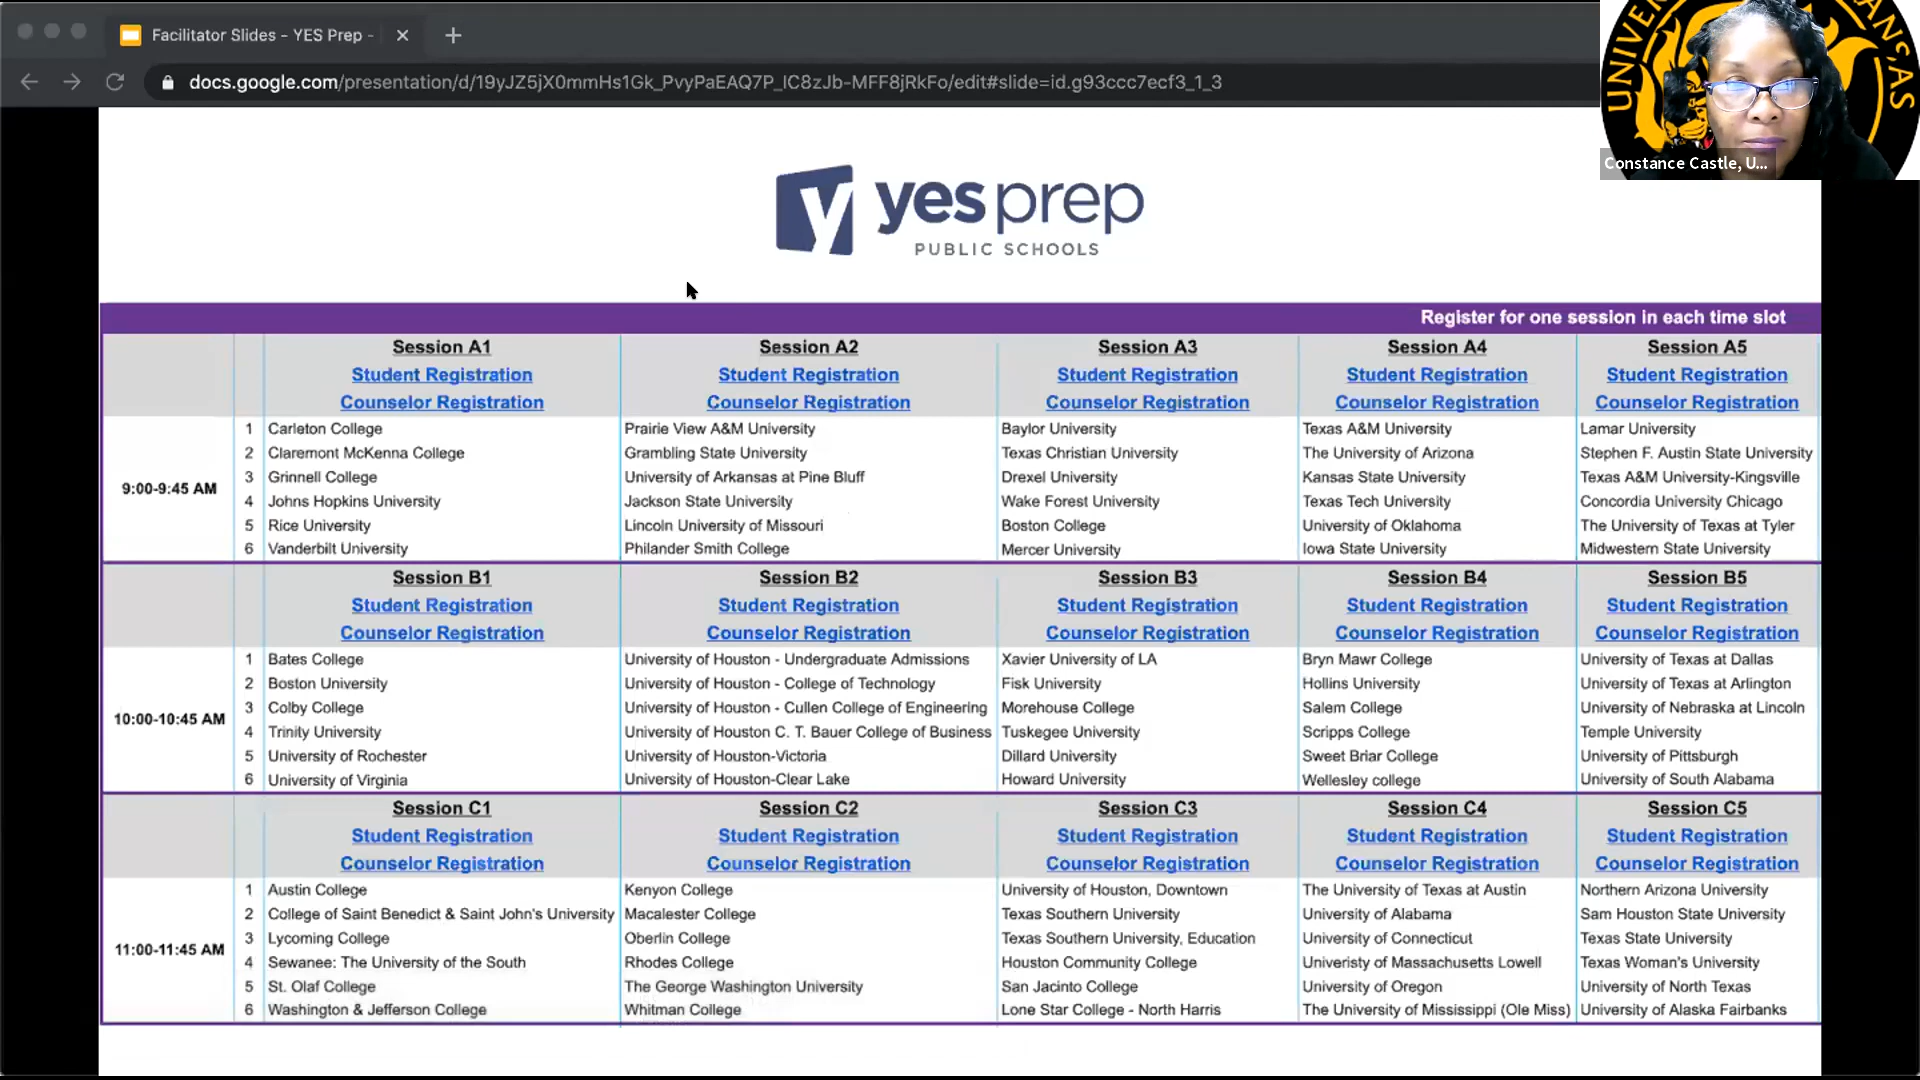 Facilitator Slides - YES Prep -
docs.google.com/presentation/d/19yJZ5jX0mmHs1Gk_PvyPaEAQ7P_IC8zJb-MFF8jRkFo/edit#slide=id.g93ccc7ecf3_1_3
Constance Castle, U...
yes prep
PUBLIC SCHOOLS
Register for one session in each time slot
Session A1 Session A2 Session A3 Session A4 Session A5
Student Registration Student Registration Student Registration Student Registration Student Registration
Counselor Registration Counselor Registration Counselor Registration Counselor Registration Counselor Registration
9:00-9:45 AM
1 Carleton College Prairie View A&M University Baylor University Texas A&M University Lamar University
2 Claremont McKenna College Grambling State University Texas Christian University The University of Arizona Stephen F. Austin State University
3 Grinnell College University of Arkansas at Pine Bluff Drexel University Kansas State University Texas A&M University-Kingsville
4 Johns Hopkins University Jackson State University Wake Forest University Texas Tech University Concordia University Chicago
5 Rice University Lincoln University of Missouri Boston College University of Oklahoma The University of Texas at Tyler
6 Vanderbilt University Philander Smith College Mercer University Iowa State University Midwestern State University
Session B1 Session B2 Session B3 Session B4 Session B5
Student Registration Student Registration Student Registration Student Registration Student Registration
Counselor Registration Counselor Registration Counselor Registration Counselor Registration Counselor Registration
10:00-10:45 AM
1 Bates College University of Houston - Undergraduate Admissions Xavier University of LA Bryn Mawr College University of Texas at Dallas
2 Boston University University of Houston - College of Technology Fisk University Hollins University University of Texas at Arlington
3 Colby College University of Houston - Cullen College of Engineering Morehouse College Salem College University of Nebraska at Lincoln
4 Trinity University University of Houston C. T. Bauer College of Business Tuskegee University Scripps College Temple University
5 University of Rochester University of Houston-Victoria Dillard University Sweet Briar College University of Pittsburgh
6 University of Virginia University of Houston-Clear Lake Howard University Wellesley college University of South Alabama
Session C1 Session C2 Session C3 Session C4 Session C5
Student Registration Student Registration Student Registration Student Registration Student Registration
Counselor Registration Counselor Registration Counselor Registration Counselor Registration Counselor Registration
11:00-11:45 AM
1 Austin College Kenyon College University of Houston, Downtown The University of Texas at Austin Northern Arizona University
2 College of Saint Benedict & Saint John's University Macalester College Texas Southern University University of Alabama Sam Houston State University
3 Lycoming College Oberlin College Texas Southern University, Education University of Connecticut Texas State University
4 Sewanee: The University of the South Rhodes College Houston Community College Univeristy of Massachusetts Lowell Texas Woman's University
5 St. Olaf College The George Washington University San Jacinto College University of Oregon University of North Texas
6 Washington & Jefferson College Whitman College Lone Star College - North Harris The University of Mississippi (Ole Miss) University of Alaska Fairbanks